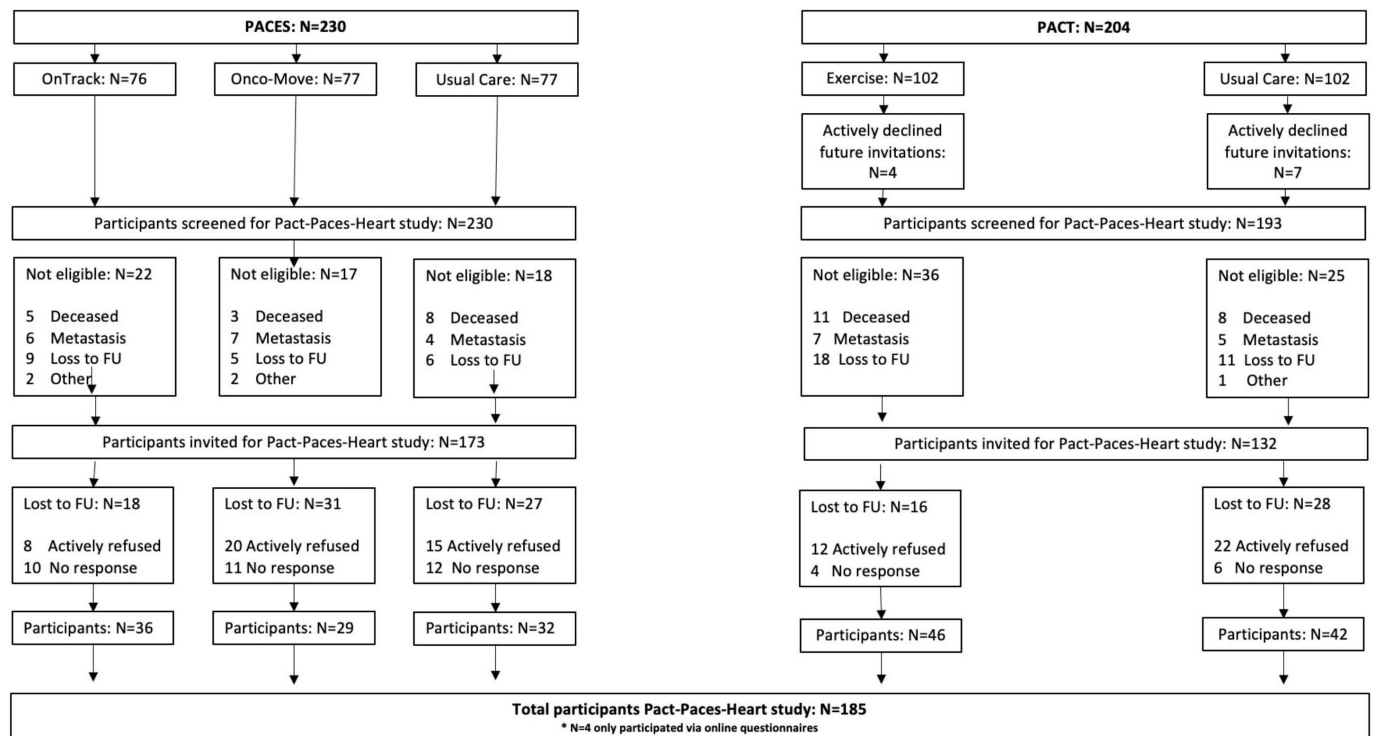 PACES: N=230
OnTrack: N=76
Onco-Move: N=77
Usual Care: N=77
Participants screened for Pact-Paces-Heart study: N=230
Not eligible: N=22
5 Deceased
6 Metastasis
9 Loss to FU
2 Other
Not eligible: N=17
3 Deceased
7 Metastasis
5 Loss to FU
2 Other
Not eligible: N=18
8 Deceased
4 Metastasis
6 Loss to FU
Participants invited for Pact-Paces-Heart study: N=173
Lost to FU: N=18
8 Actively refused
10 No response
Lost to FU: N=31
20 Actively refused
11 No response
Lost to FU: N=27
15 Actively refused
12 No response
Participants: N=36
Participants: N=29
Participants: N=32
PACT: N=204
Exercise: N=102
Usual Care: N=102
Actively declined
future invitations:
N=4
Actively declined
future invitations:
N=7
Participants screened for Pact-Paces-Heart study: N=193
Not eligible: N=36
11 Deceased
7 Metastasis
18 Loss to FU
Not eligible: N=25
8 Deceased
5 Metastasis
11 Loss to FU
1 Other
Participants invited for Pact-Paces-Heart study: N=132
Lost to FU: N=16
12 Actively refused
4 No response
Lost to FU: N=28
22 Actively refused
6 No response
Participants: N=46
Participants: N=42
Total participants Pact-Paces-Heart study: N=185
* N=4 only participated via online questionnaires